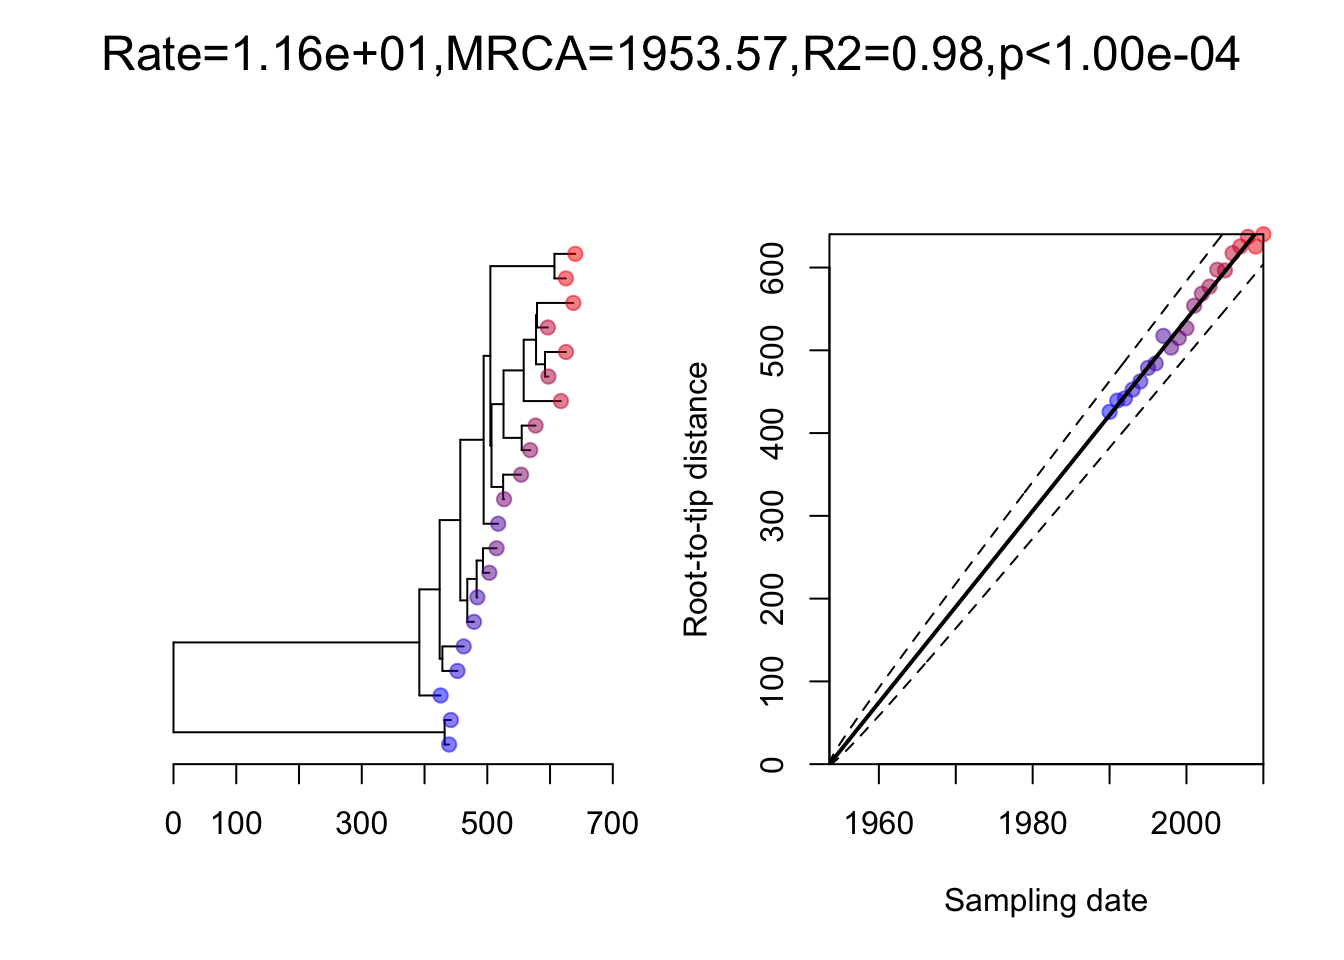 Rate=1.16e+01,MRCA=1953.57,R2=0.98,p<1.00e-04
0 100 300 500 700
Root-to-tip distance
0 100 200 300 400 500 600
1960 1980 2000
Sampling date